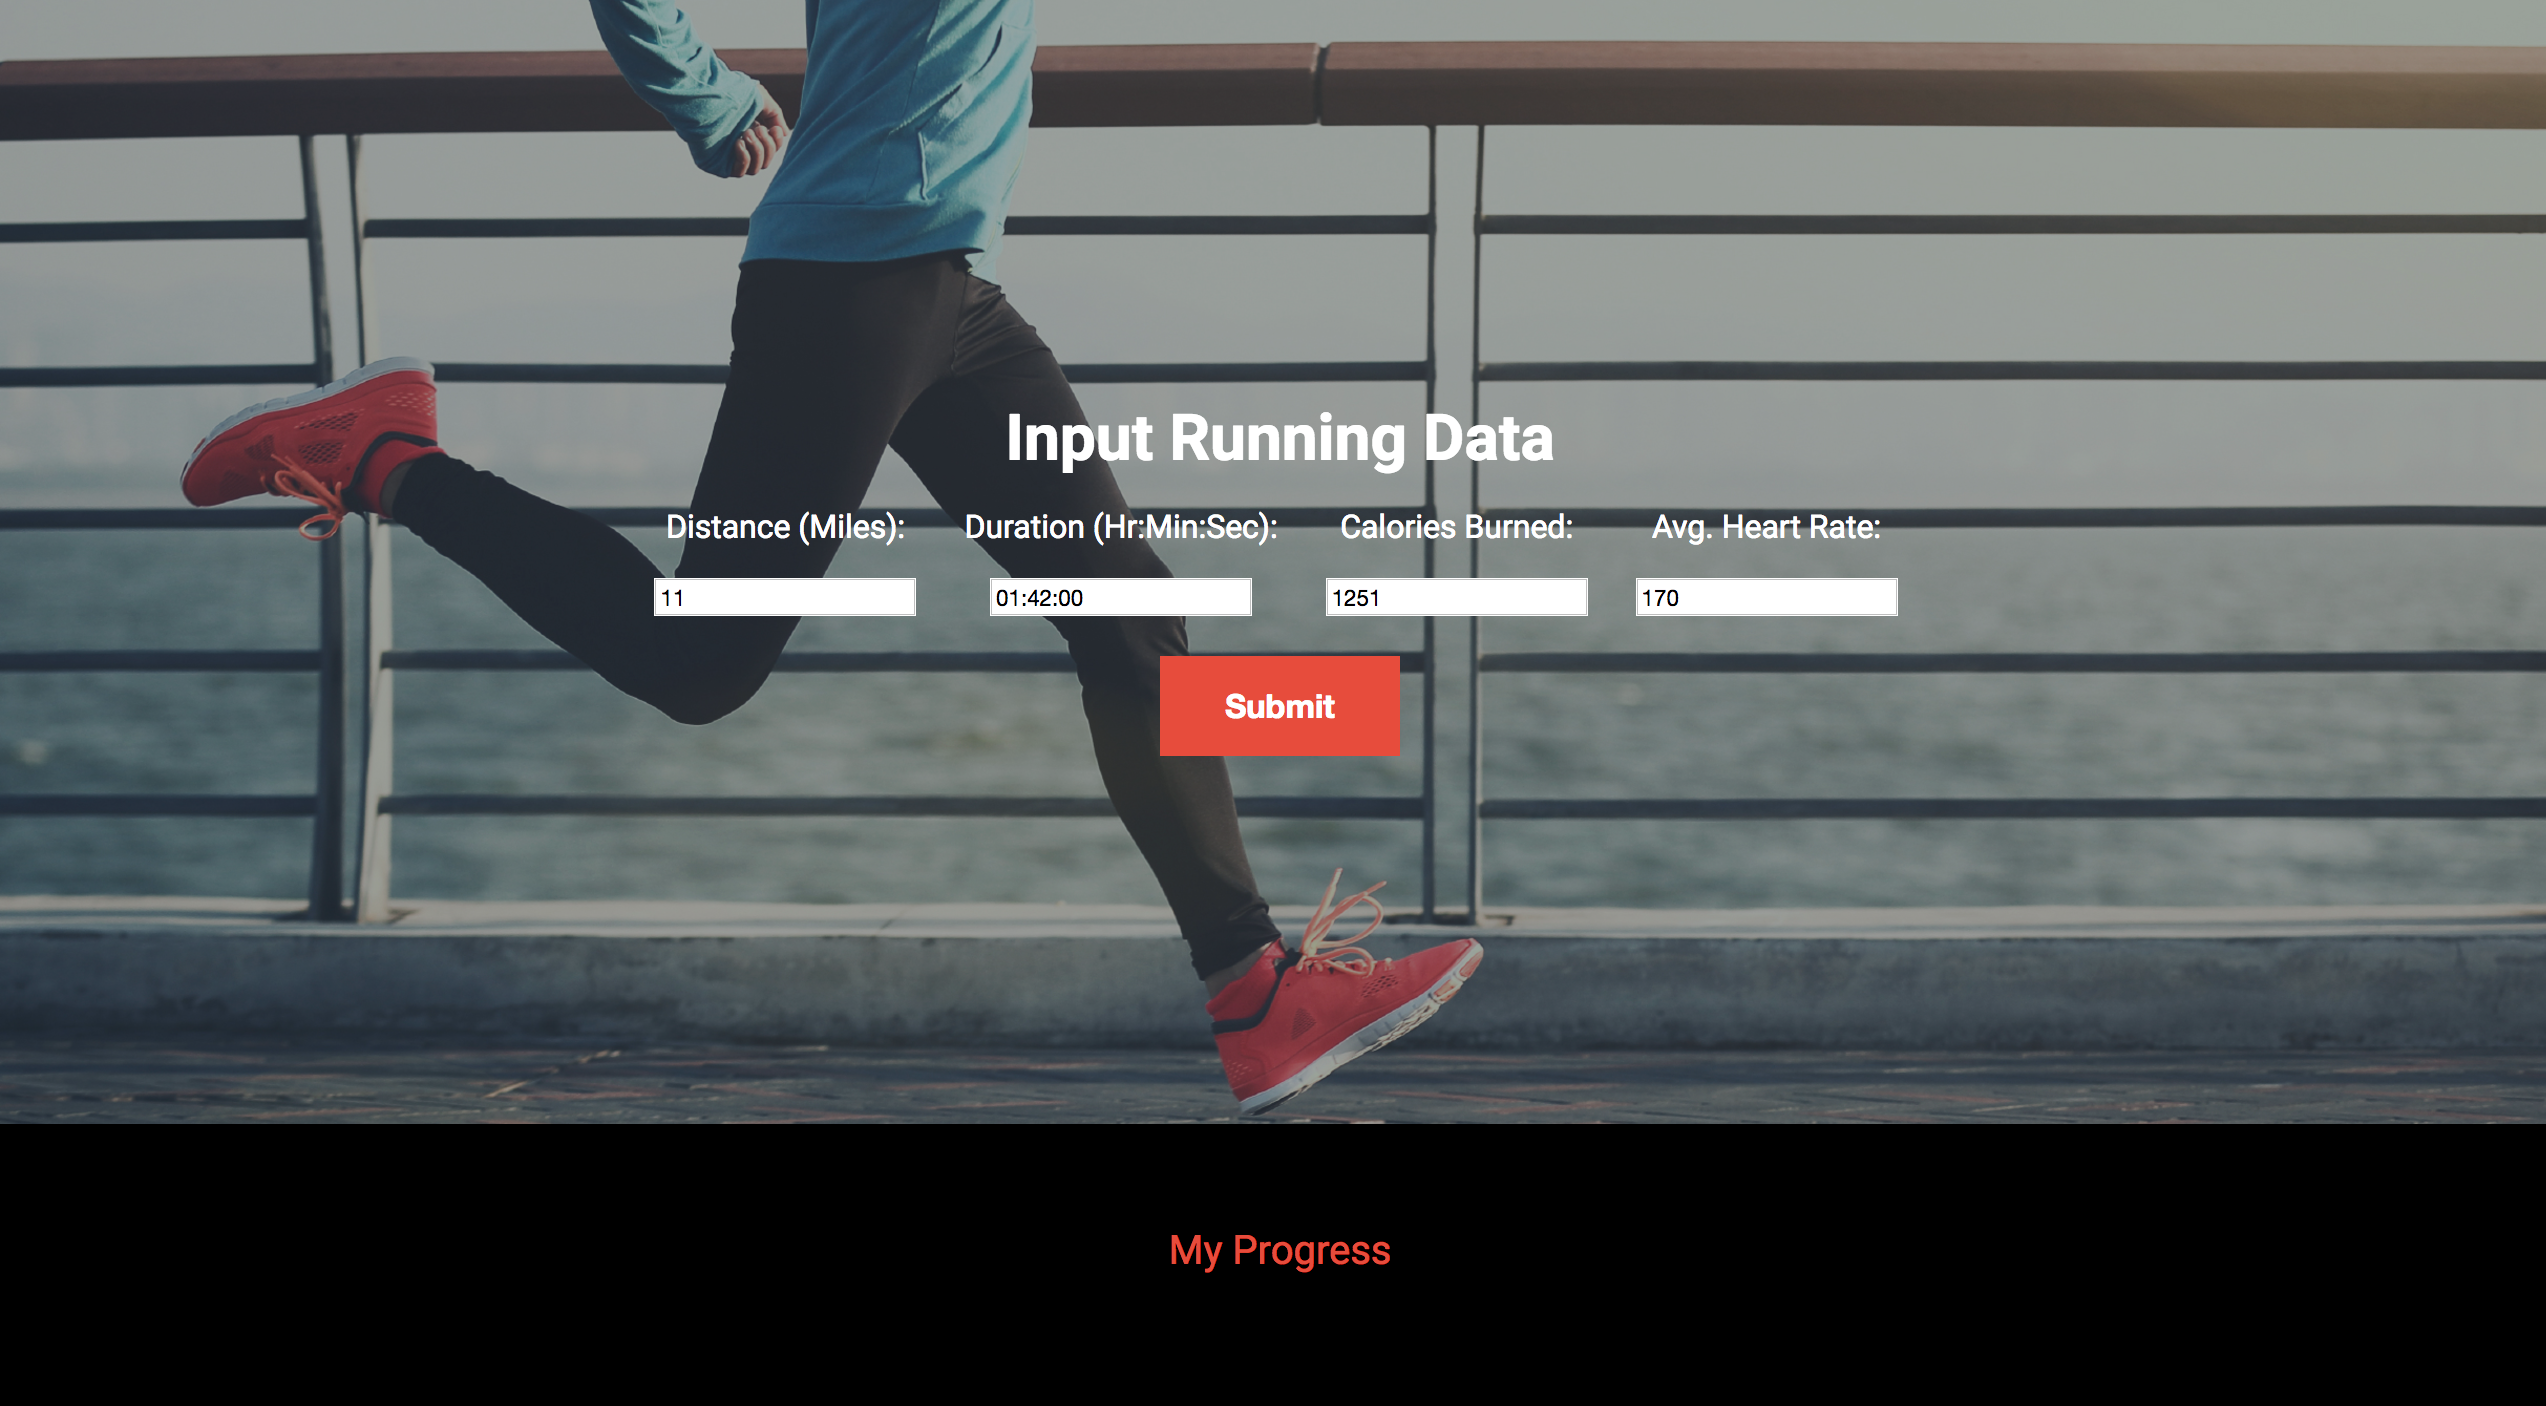 Input Running Data
Distance (Miles): Duration (Hr:Min:Sec): Calories Burned: Avg. Heart Rate:
11 01:42:00 1251 170
Submit
My Progress